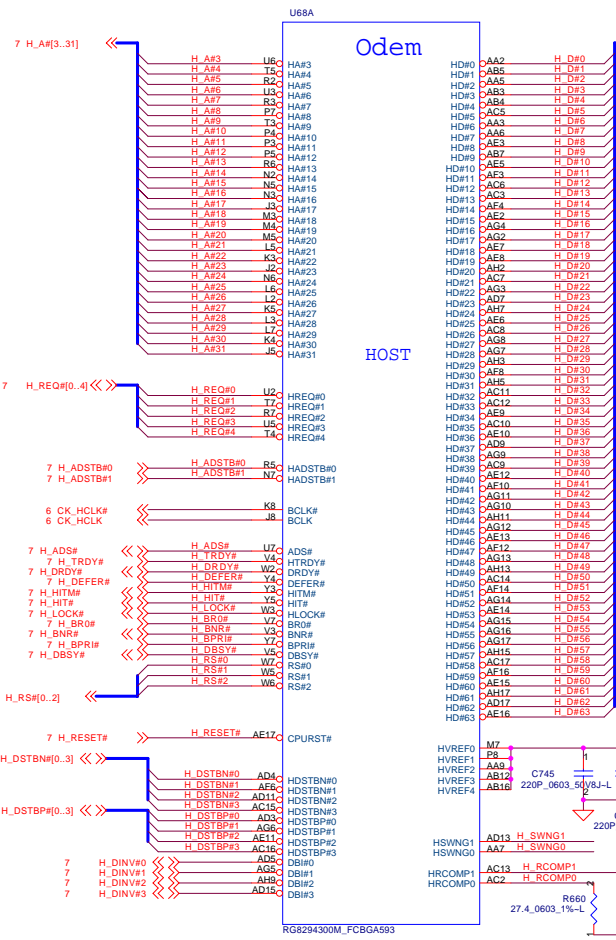 U68A
Odem
HOST
7 H_A#[3..31]
H_A#3 U6 HA#3
H_A#4 T5 HA#4
H_A#5 R2 HA#5
H_A#6 U3 HA#6
H_A#7 R3 HA#7
H_A#8 P7 HA#8
H_A#9 T3 HA#9
H_A#10 P4 HA#10
H_A#11 P3 HA#11
H_A#12 P5 HA#12
H_A#13 R6 HA#13
H_A#14 N2 HA#14
H_A#15 N5 HA#15
H_A#16 N3 HA#16
H_A#17 J3 HA#17
H_A#18 M3 HA#18
H_A#19 M4 HA#19
H_A#20 M5 HA#20
H_A#21 L5 HA#21
H_A#22 K3 HA#22
H_A#23 J2 HA#23
H_A#24 N6 HA#24
H_A#25 L6 HA#25
H_A#26 L2 HA#26
H_A#27 K5 HA#27
H_A#28 L3 HA#28
H_A#29 L7 HA#29
H_A#30 K4 HA#30
H_A#31 J5 HA#31
7 H_REQ#[0..4]
H_REQ#0 U2 HREQ#0
H_REQ#1 T7 HREQ#1
H_REQ#2 R7 HREQ#2
H_REQ#3 U5 HREQ#3
H_REQ#4 T4 HREQ#4
7 H_ADSTB#0 H_ADSTB#0 R5 HADSTB#0
7 H_ADSTB#1 H_ADSTB#1 N7 HADSTB#1
6 CK_HCLK# K8 BCLK#
6 CK_HCLK J8 BCLK
7 H_ADS# H_ADS# U7 ADS#
7 H_TRDY# H_TRDY# V4 HTRDY#
7 H_DRDY# H_DRDY# W2 DRDY#
7 H_DEFER# H_DEFER# Y4 DEFER#
7 H_HITM# H_HITM# Y3 HITM#
7 H_HIT# H_HIT# Y5 HIT#
7 H_LOCK# H_LOCK# W3 HLOCK#
7 H_BR0# H_BR0# V7 BR0#
7 H_BNR# H_BNR# V3 BNR#
7 H_BPRI# H_BPRI# Y7 BPRI#
7 H_DBSY# H_DBSY# V5 DBSY#
H_RS#0 W7 RS#0
H_RS#1 W5 RS#1
H_RS#2 W6 RS#2
H_RS#[0..2]
7 H_RESET# H_RESET# AE17 CPURST#
H_DSTBN#[0..3]
H_DSTBN#0 AD4 HDSTBN#0
H_DSTBN#1 AF6 HDSTBN#1
H_DSTBN#2 AD11 HDSTBN#2
H_DSTBN#3 AC15 HDSTBN#3
H_DSTBP#[0..3]
H_DSTBP#0 AD3 HDSTBP#0
H_DSTBP#1 AG6 HDSTBP#1
H_DSTBP#2 AE11 HDSTBP#2
H_DSTBP#3 AC16 HDSTBP#3
7 H_DINV#0 AD5 DBI#0
7 H_DINV#1 AG5 DBI#1
7 H_DINV#2 AH9 DBI#2
7 H_DINV#3 AD15 DBI#3
HD#0 AA2 H_D#0
HD#1 AB5 H_D#1
HD#2 AA5 H_D#2
HD#3 AB3 H_D#3
HD#4 AB4 H_D#4
HD#5 AC5 H_D#5
HD#6 AA3 H_D#6
HD#7 AA6 H_D#7
HD#8 AE3 H_D#8
HD#9 AB7 H_D#9
HD#10 AE5 H_D#10
HD#11 AF3 H_D#11
HD#12 AC6 H_D#12
HD#13 AC3 H_D#13
HD#14 AF4 H_D#14
HD#15 AE2 H_D#15
HD#16 AG4 H_D#16
HD#17 AG2 H_D#17
HD#18 AE7 H_D#18
HD#19 AE8 H_D#19
HD#20 AH2 H_D#20
HD#21 AC7 H_D#21
HD#22 AG3 H_D#22
HD#23 AD7 H_D#23
HD#24 AH7 H_D#24
HD#25 AE6 H_D#25
HD#26 AC8 H_D#26
HD#27 AG8 H_D#27
HD#28 AG7 H_D#28
HD#29 AH3 H_D#29
HD#30 AF8 H_D#30
HD#31 AH5 H_D#31
HD#32 AC11 H_D#32
HD#33 AC12 H_D#33
HD#34 AE9 H_D#34
HD#35 AC10 H_D#35
HD#36 AE10 H_D#36
HD#37 AD9 H_D#37
HD#38 AG9 H_D#38
HD#39 AC9 H_D#39
HD#40 AE12 H_D#40
HD#41 AF10 H_D#41
HD#42 AG11 H_D#42
HD#43 AG10 H_D#43
HD#44 AH11 H_D#44
HD#45 AG12 H_D#45
HD#46 AE13 H_D#46
HD#47 AF12 H_D#47
HD#48 AG13 H_D#48
HD#49 AH13 H_D#49
HD#50 AC14 H_D#50
HD#51 AF14 H_D#51
HD#52 AG14 H_D#52
HD#53 AE14 H_D#53
HD#54 AG15 H_D#54
HD#55 AG16 H_D#55
HD#56 AG17 H_D#56
HD#57 AH15 H_D#57
HD#58 AC17 H_D#58
HD#59 AF16 H_D#59
HD#60 AE15 H_D#60
HD#61 AH17 H_D#61
HD#62 AD17 H_D#62
HD#63 AE16 H_D#63
HVREF0 M7
HVREF1 P8
HVREF2 AA9
HVREF3 AB12
HVREF4 AB16
1
C745
220P_0603_50V8J~L
2
220P
HSWNG1 AD13 H_SWNG1
HSWNG0 AA7 H_SWNG0
HRCOMP1 AC13 H_RCOMP1
HRCOMP0 AC2 H_RCOMP0
2
R660
27.4_0603_1%~L
1
RG8294300M_FCBGA593